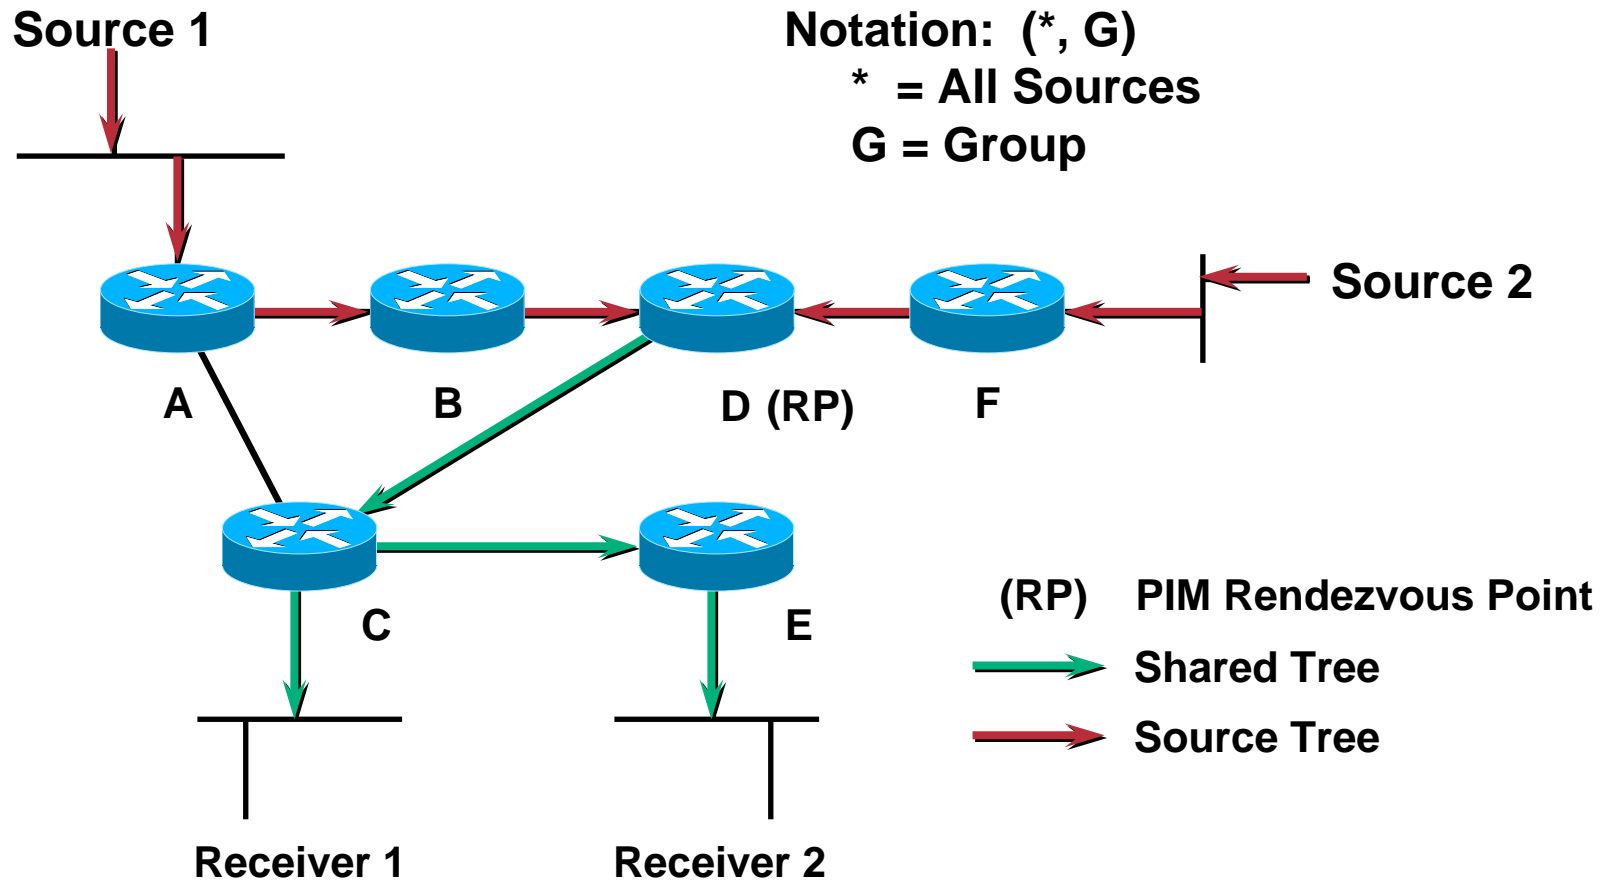 Source 1
Notation: (*, G)
* = All Sources
G = Group
Source 2
A
B
D (RP)
F
C
E
(RP) PIM Rendezvous Point
Shared Tree
Source Tree
Receiver 1
Receiver 2